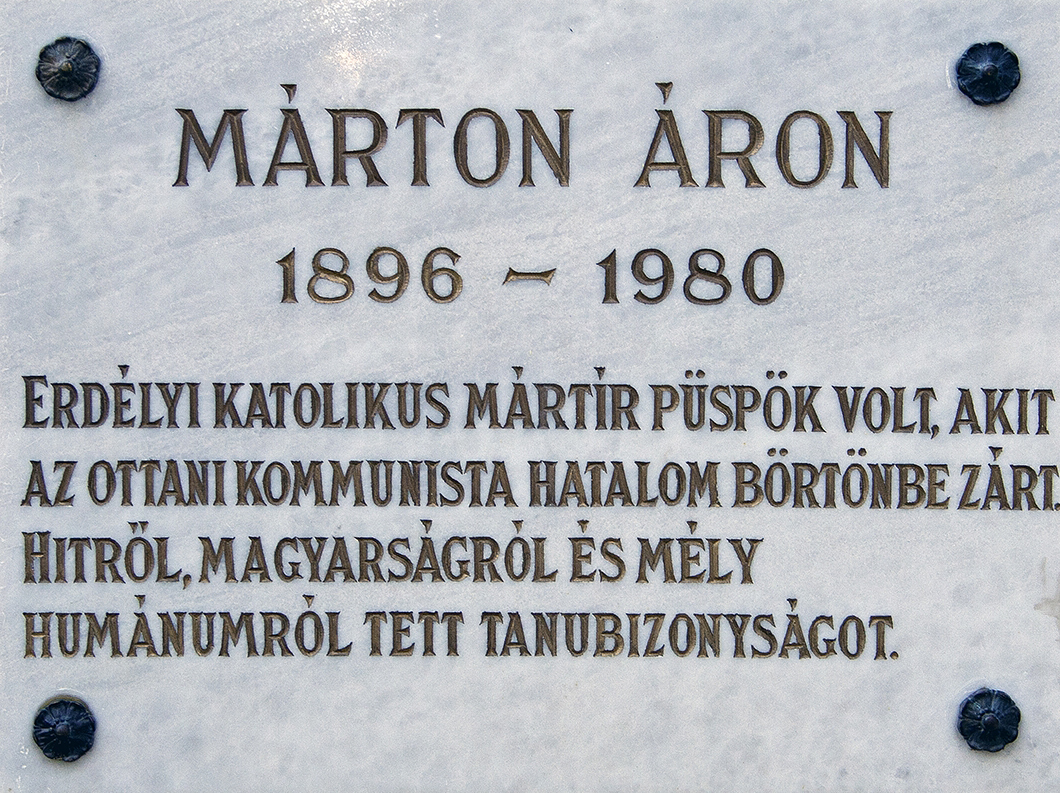 MÁRTON ÁRON
1896 – 1980
ERDÉLYI KATOLIKUS MÁRTÍR PÜSPÖK VOLT, AKIT
AZ OTTANI KOMMUNISTA HATALOM BÖRTÖNBE ZÁRT.
HITRŐL, MAGYARSÁGRÓL ÉS MÉLY
HUMÁNUMRÓL TETT TANUBIZONYSÁGOT.